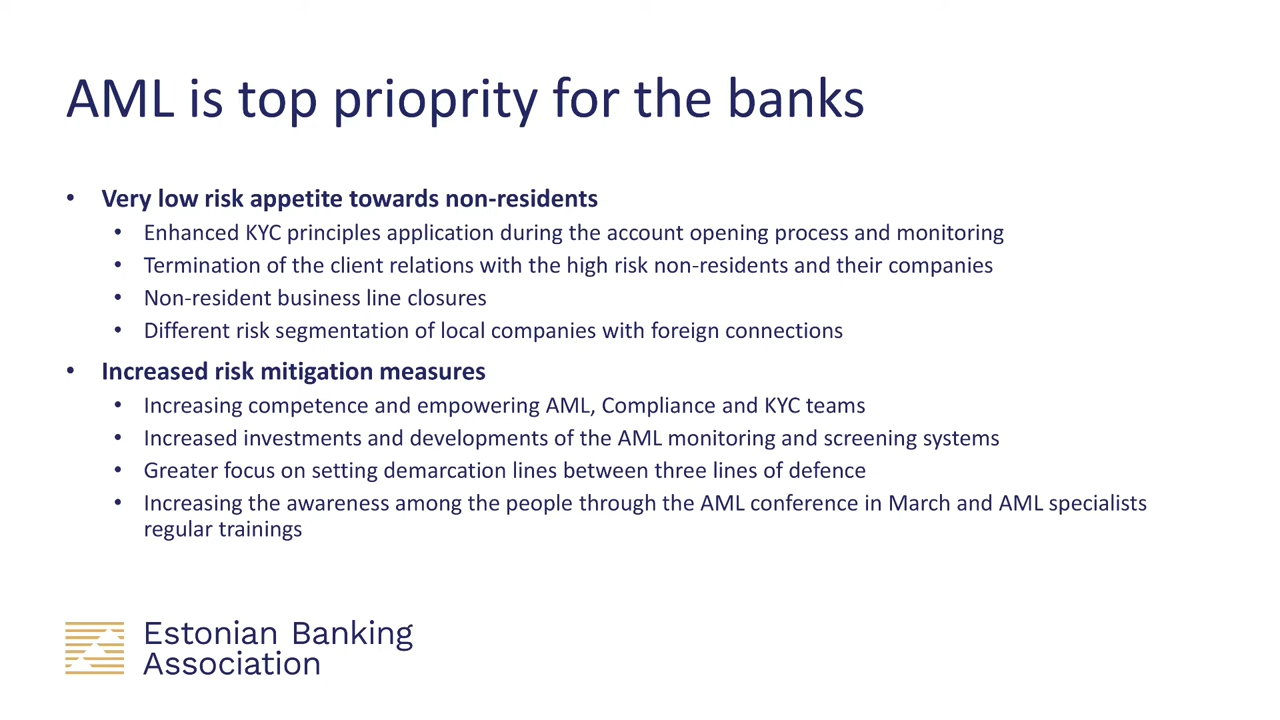 AML is top prioprity for the banks
• Very low risk appetite towards non-residents
• Enhanced KYC principles application during the account opening process and monitoring
• Termination of the client relations with the high risk non-residents and their companies
• Non-resident business line closures
• Different risk segmentation of local companies with foreign connections
• Increased risk mitigation measures
• Increasing competence and empowering AML, Compliance and KYC teams
• Increased investments and developments of the AML monitoring and screening systems
• Greater focus on setting demarcation lines between three lines of defence
• Increasing the awareness among the people through the AML conference in March and AML specialists
regular trainings
Estonian Banking
Association